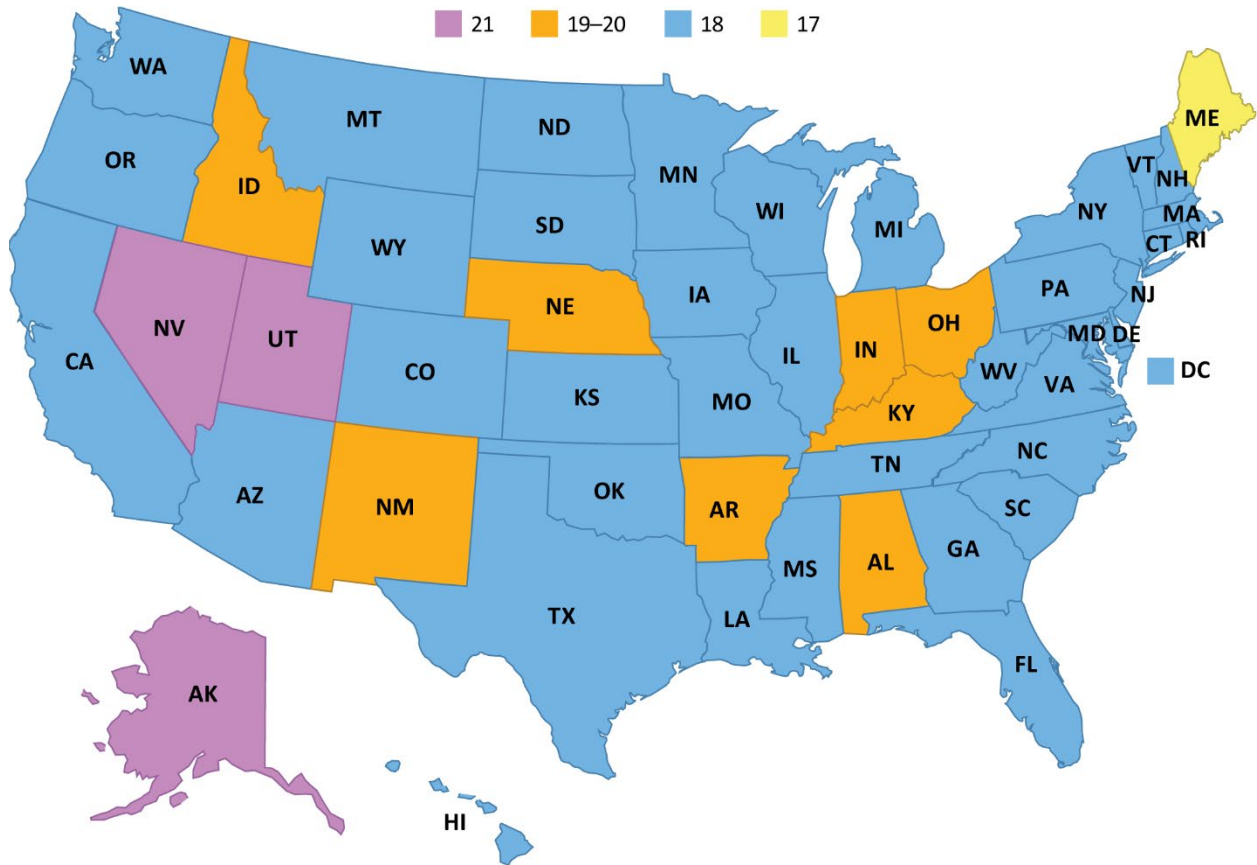 21 19–20 18 17
WA
MT
ND
ME
OR
ID
MN
VT
NH
WI
NY
MA
SD
MI
CT
RI
WY
IA
PA
NJ
NE
OH
MD
DE
NV
UT
IN
IL
WV
DC
CA
CO
VA
KS
MO
KY
NC
TN
AZ
OK
NM
AR
SC
GA
MS
AL
TX
LA
FL
AK
HI